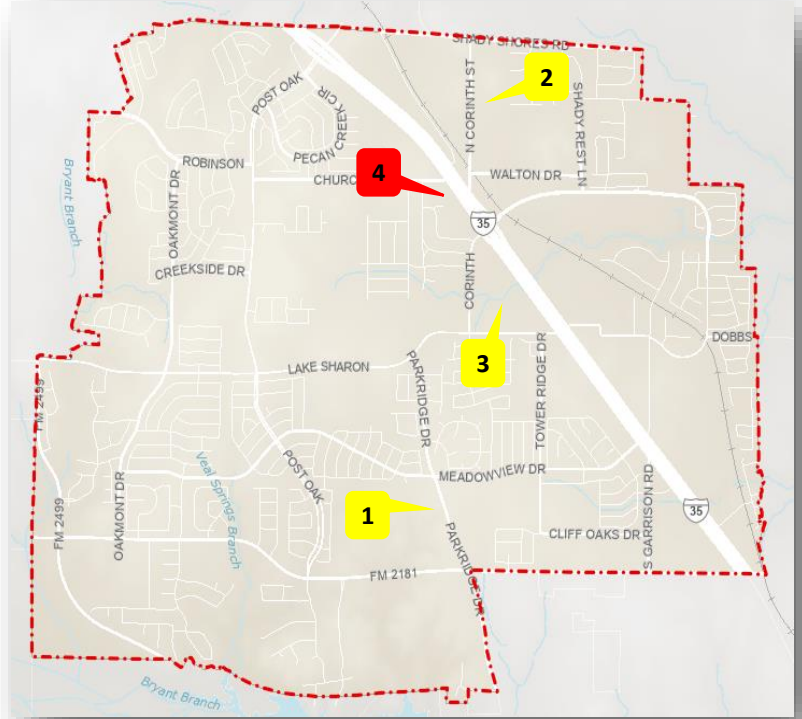 SHADY SHORES RD
2
N CORINTH ST
SHADY REST LN
POST OAK
PECAN CREEK CIR
ROBINSON
4
WALTON DR
35
OAKMONT DR
Bryant Branch
CREEKSIDE DR
CORINTH
3
DOBBS
LAKE SHARON
PARKRIDGE DR
TOWER RIDGE DR
FM 2499
MEADOWVIEW DR
POST OAK
Veal Springs Branch
OAKMONT DR
1
35
S GARRISON RD
FM 2499
CLIFF OAKS DR
PARKRIDGE DR
FM 2181
Bryant Branch